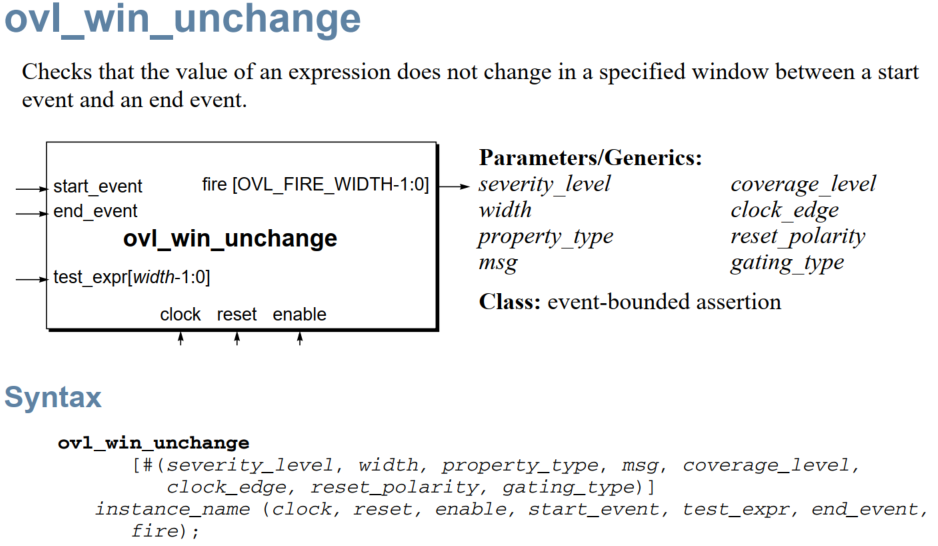 ovl_win_unchange
Checks that the value of an expression does not change in a specified window between a start
event and an end event.
start_event
fire [OVL_FIRE_WIDTH-1:0]
end_event
ovl_win_unchange
test_expr[width-1:0]
clock reset enable
Parameters/Generics:
severity_level coverage_level
width clock_edge
property_type reset_polarity
msg gating_type
Class: event-bounded assertion
Syntax
ovl_win_unchange
[#(severity_level, width, property_type, msg, coverage_level,
clock_edge, reset_polarity, gating_type)]
instance_name (clock, reset, enable, start_event, test_expr, end_event,
fire);